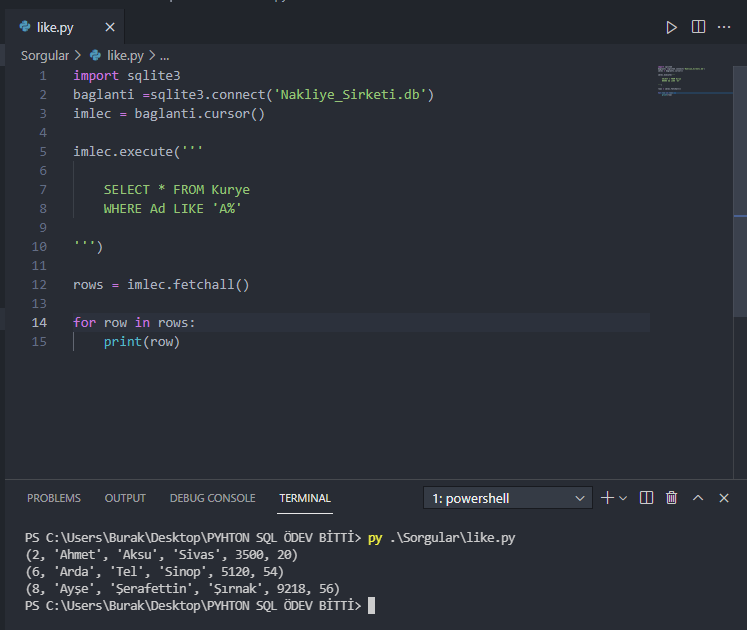 like.py
Sorgular > like.py > ...
1 import sqlite3
2 baglanti =sqlite3.connect('Nakliye_Sirketi.db')
3 imlec = baglanti.cursor()
4
5 imlec.execute('''
6
7 SELECT * FROM Kurye
8 WHERE Ad LIKE 'A%'
9
10 ''')
11
12 rows = imlec.fetchall()
13
14 for row in rows:
15 print(row)
PROBLEMS OUTPUT DEBUG CONSOLE TERMINAL 1: powershell
PS C:\Users\Burak\Desktop\PYHTON SQL ÖDEV BİTTİ> py .\Sorgular\like.py
(2, 'Ahmet', 'Aksu', 'Sivas', 3500, 20)
(6, 'Arda', 'Tel', 'Sinop', 5120, 54)
(8, 'Ayşe', 'Şerafettin', 'Şırnak', 9218, 56)
PS C:\Users\Burak\Desktop\PYHTON SQL ÖDEV BİTTİ>